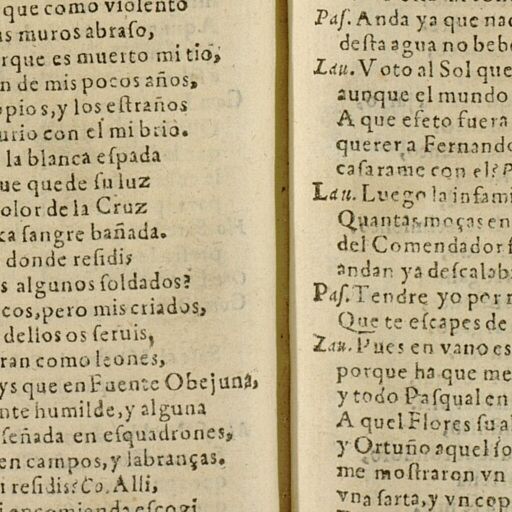 que como violento
muros abraso,
rque es muerto mi tio,
n de mis pocos años,
opios, y los estraños
urio con el mi brio.
la blanca espada
ue quede su luz
olor de la Cruz
ca sangre bañada.
donde residis
s algunos soldados?
cos, pero mis criados,
dellos os seruis,
ran como leones,
ys que en Fuente Obejuna,
nte humilde, y alguna
señada en esquadrones,
en campos, y labranças.
i residis? Co. Alli,
encomienda escogi
Pas. Anda ya que nad
desta agua no bebe
Lau. Voto al Sol que
aunque el mundo
A que efeto fuera
querer a Fernando
casarame con el? P
Lau. Luego la infami
Quantas moças en
del Comendador f
andan ya descalab
Pas. Tendre yo por m
Que te escapes de
Lau. Pues en vano es
porque ha que me
y todo Pasqual en
A quel Flores su al
y Ortuño aquel so
me mostraron vn
vna sarta, y vn cop